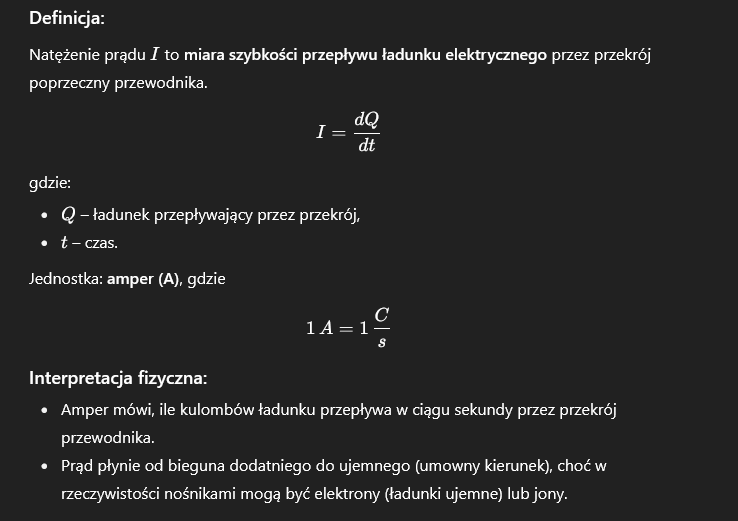 Definicja:
Natężenie prądu I to miara szybkości przepływu ładunku elektrycznego przez przekrój
poprzeczny przewodnika.
I = dQ/dt
gdzie:
• Q – ładunek przepływający przez przekrój,
• t – czas.
Jednostka: amper (A), gdzie
1 A = 1 C/s
Interpretacja fizyczna:
• Amper mówi, ile kulombów ładunku przepływa w ciągu sekundy przez przekrój
przewodnika.
• Prąd płynie od bieguna dodatniego do ujemnego (umowny kierunek), choć w
rzeczywistości nośnikami mogą być elektrony (ładunki ujemne) lub jony.